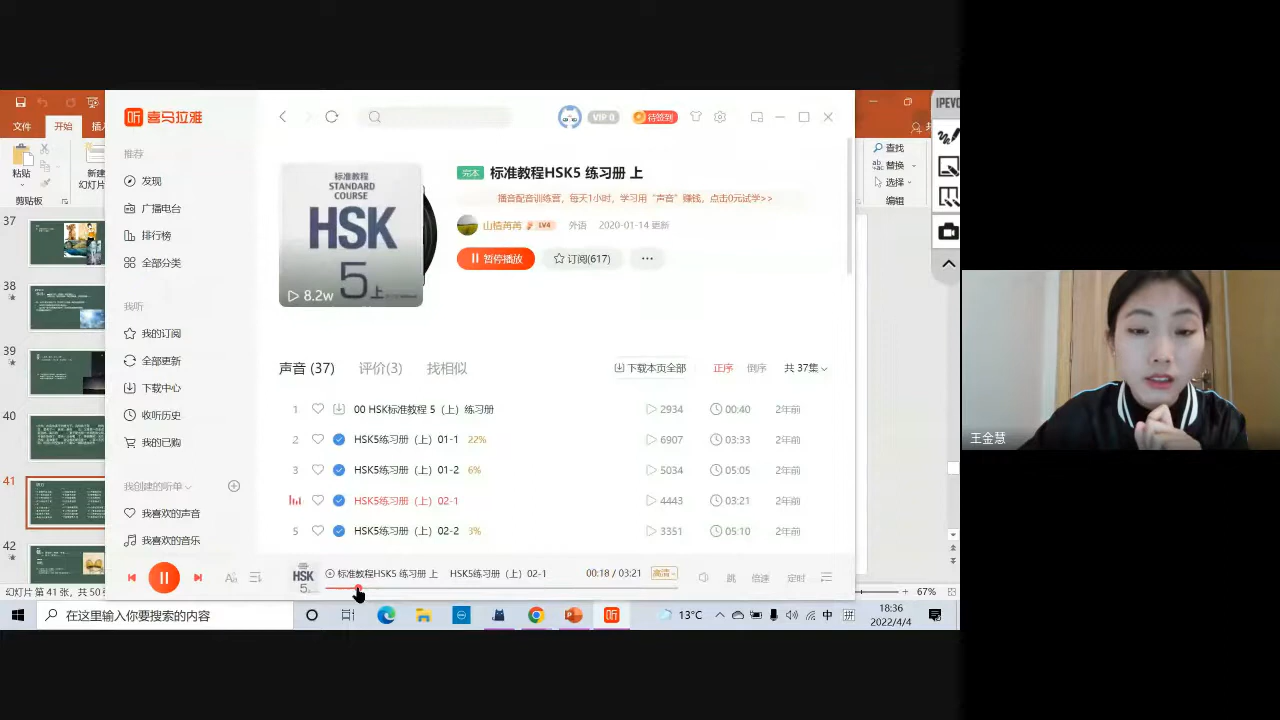 文件
开始
插入
粘贴
新建
幻灯片
剪贴板
37
38
39
40
41
42
喜马拉雅
推荐
发现
广播电台
排行榜
全部分类
我听
我的订阅
全部更新
下载中心
收听历史
我的已购
我创建的听单
我喜欢的声音
我喜欢的音乐
VIP 0
待签到
标准教程
STANDARD
COURSE
HSK
5上
8.2w
完本 标准教程HSK5 练习册 上
播音配音训练营，每天1小时，学习用“声音”赚钱，点击0元试学>>
山楂芮芮 LV4 外语 2020-01-14 更新
暂停播放 订阅(617) ···
声音 (37) 评价(3) 找相似 下载本页全部 正序 倒序 共 37集
1 00 HSK标准教程 5（上）练习册 2934 00:40 2年前
2 HSK5练习册（上）01-1 22% 6907 03:33 2年前
3 HSK5练习册（上）01-2 6% 5034 05:05 2年前
HSK5练习册（上）02-1 4443 03:21 2年前
5 HSK5练习册（上）02-2 3% 3351 05:10 2年前
HSK
5
标准教程HSK5 练习册 上 HSK5练习册（上）02-1 00:18 / 03:21 高清 跳 倍速 定时
查找
替换
选择
编辑
IPEVO
幻灯片 第 41 张，共 50
67%
在这里输入你要搜索的内容
13°C
中
拼
18:36
2022/4/4
王金慧